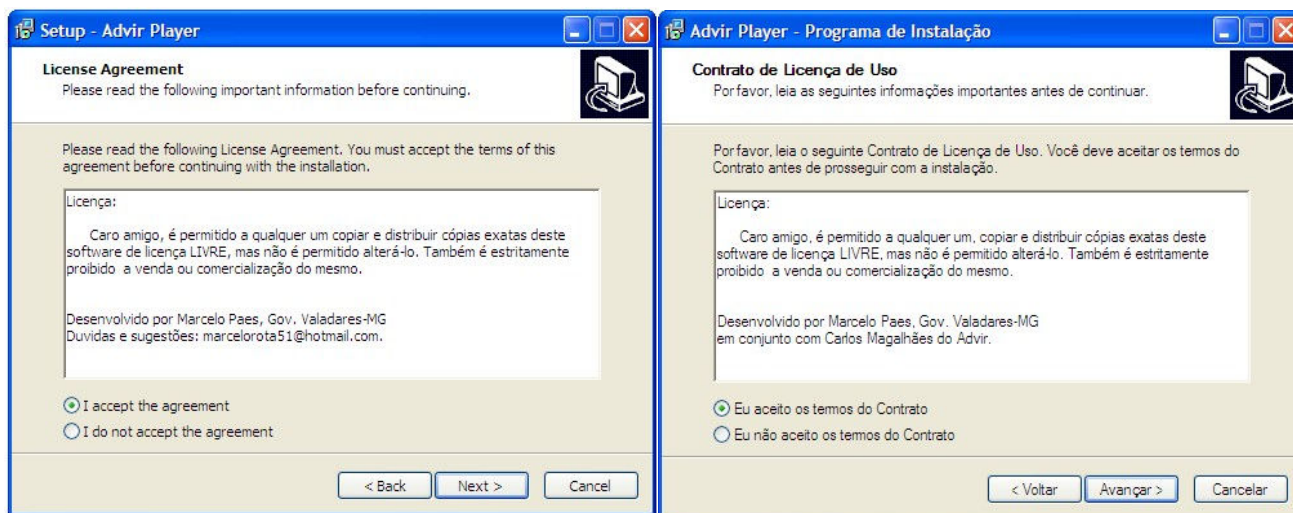 Setup - Advir Player
License Agreement
Please read the following important information before continuing.
Please read the following License Agreement. You must accept the terms of this
agreement before continuing with the installation.
Licença:
Caro amigo, é permitido a qualquer um copiar e distribuir cópias exatas deste
software de licença LIVRE, mas não é permitido alterá-lo. Também é estritamente
proibido a venda ou comercialização do mesmo.
Desenvolvido por Marcelo Paes, Gov. Valadares-MG
Duvidas e sugestões: marcelorota51@hotmail.com.
I accept the agreement
I do not accept the agreement
< Back
Next >
Cancel
Advir Player - Programa de Instalação
Contrato de Licença de Uso
Por favor, leia as seguintes informações importantes antes de continuar.
Por favor, leia o seguinte Contrato de Licença de Uso. Você deve aceitar os termos do
Contrato antes de prosseguir com a instalação.
Licença:
Caro amigo, é permitido a qualquer um, copiar e distribuir cópias exatas deste
software de licença LIVRE, mas não é permitido alterá-lo. Também é estritamente
proibido a venda ou comercialização do mesmo.
Desenvolvido por Marcelo Paes, Gov. Valadares-MG
em conjunto com Carlos Magalhães do Advir.
Eu aceito os termos do Contrato
Eu não aceito os termos do Contrato
< Voltar
Avançar >
Cancelar